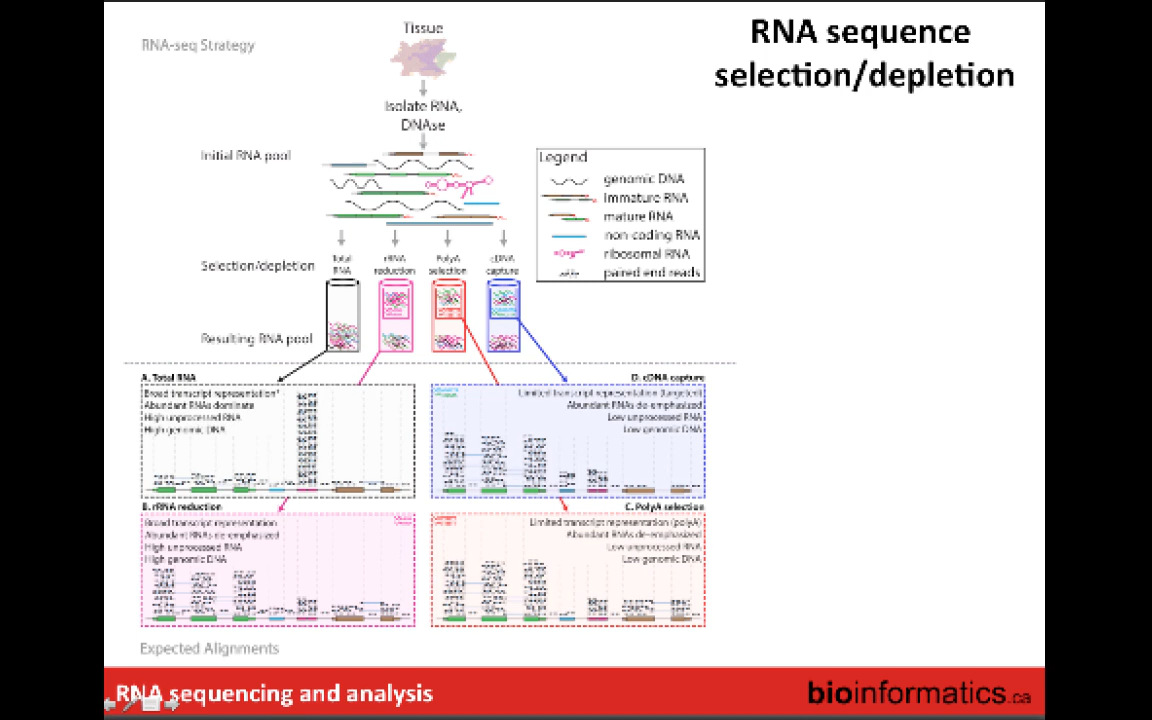 RNA sequence
selection/depletion
RNA-seq Strategy
Tissue
Isolate RNA,
DNAse
Initial RNA pool
Legend
genomic DNA
immature RNA
mature RNA
non-coding RNA
ribosomal RNA
paired end reads
Selection/depletion
Total
RNA
rRNA
reduction
PolyA
selection
cDNA
capture
Resulting RNA pool
A. Total RNA
Broad transcript representation*
Abundant RNAs dominate
High unprocessed RNA
High genomic DNA
D. cDNA capture
Limited transcript representation (targeted)
Abundant RNAs de-emphasized
Low unprocessed RNA
Low genomic DNA
B. rRNA reduction
Broad transcript representation
Abundant RNAs de-emphasized
High unprocessed RNA
High genomic DNA
C. PolyA selection
Limited transcript representation (polyA)
Abundant RNAs de-emphasized
Low unprocessed RNA
Low genomic DNA
Expected Alignments
RNA sequencing and analysis
bioinformatics.ca